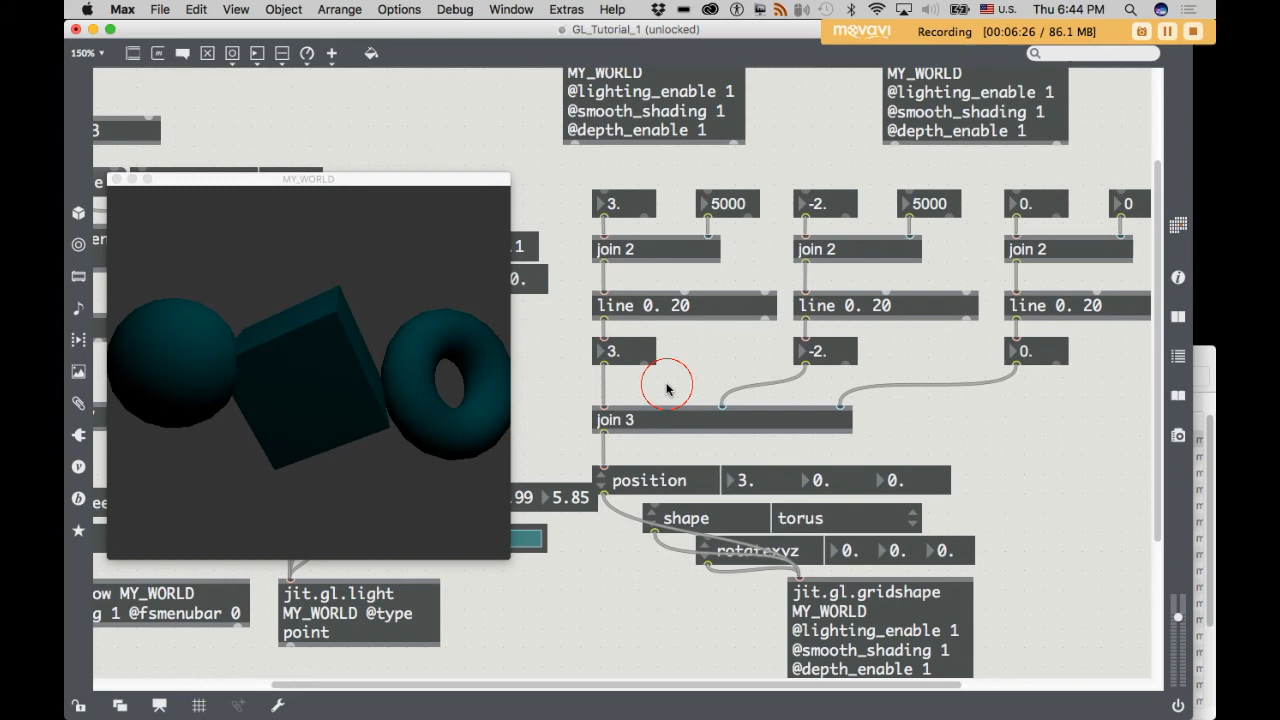 Max File Edit View Object Arrange Options Debug Window Extras Help U.S. Thu 6:44 PM
GL_Tutorial_1 (unlocked)
movavi Recording [00:06:26 / 86.1 MB]
150%
MY_WORLD
@lighting_enable 1
@smooth_shading 1
@depth_enable 1
MY_WORLD
@lighting_enable 1
@smooth_shading 1
@depth_enable 1
3
MY_WORLD
1
0.
3. 5000 -2. 5000 0. 0
join 2 join 2 join 2
line 0. 20 line 0. 20 line 0. 20
3. -2. 0.
join 3
position 3. 0. 0.
.99 5.85
shape torus
rotatexyz 0. 0. 0.
ow MY_WORLD
g 1 @fsmenubar 0
jit.gl.light
MY_WORLD @type
point
jit.gl.gridshape
MY_WORLD
@lighting_enable 1
@smooth_shading 1
@depth_enable 1